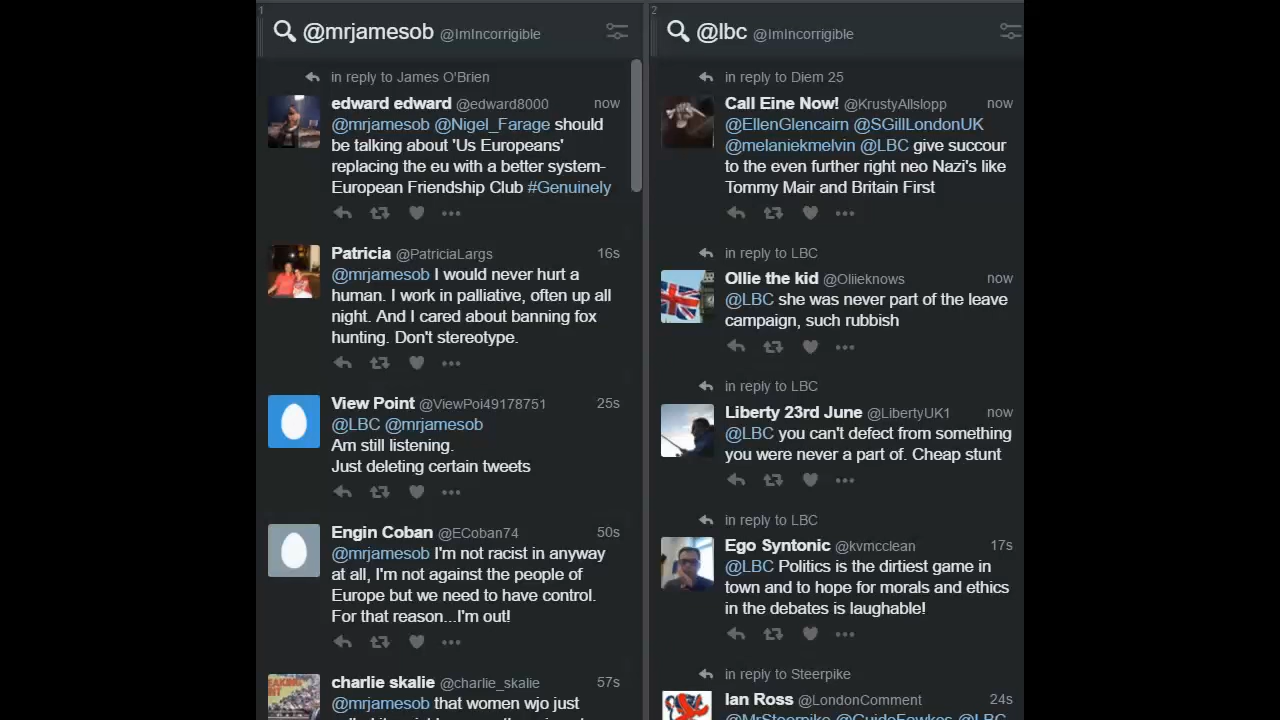 1
@mrjamesob @ImIncorrigible
in reply to James O'Brien
edward edward @edward8000 now
@mrjamesob @Nigel_Farage should
be talking about 'Us Europeans'
replacing the eu with a better system-
European Friendship Club #Genuinely
Patricia @PatriciaLargs 16s
@mrjamesob I would never hurt a
human. I work in palliative, often up all
night. And I cared about banning fox
hunting. Don't stereotype.
View Point @ViewPoi49178751 25s
@LBC @mrjamesob
Am still listening.
Just deleting certain tweets
Engin Coban @ECoban74 50s
@mrjamesob I'm not racist in anyway
at all, I'm not against the people of
Europe but we need to have control.
For that reason...I'm out!
charlie skalie @charlie_skalie 57s
@mrjamesob that women wjo just
2
@lbc @ImIncorrigible
in reply to Diem 25
Call Eine Now! @KrustyAllslopp now
@EllenGlencairn @SGillLondonUK
@melaniekmelvin @LBC give succour
to the even further right neo Nazi's like
Tommy Mair and Britain First
in reply to LBC
Ollie the kid @Oliieknows now
@LBC she was never part of the leave
campaign, such rubbish
in reply to LBC
Liberty 23rd June @LibertyUK1 now
@LBC you can't defect from something
you were never a part of. Cheap stunt
in reply to LBC
Ego Syntonic @kvmcclean 17s
@LBC Politics is the dirtiest game in
town and to hope for morals and ethics
in the debates is laughable!
in reply to Steerpike
Ian Ross @LondonComment 24s
@MrSteerpike @GuidoFawkes @LBC